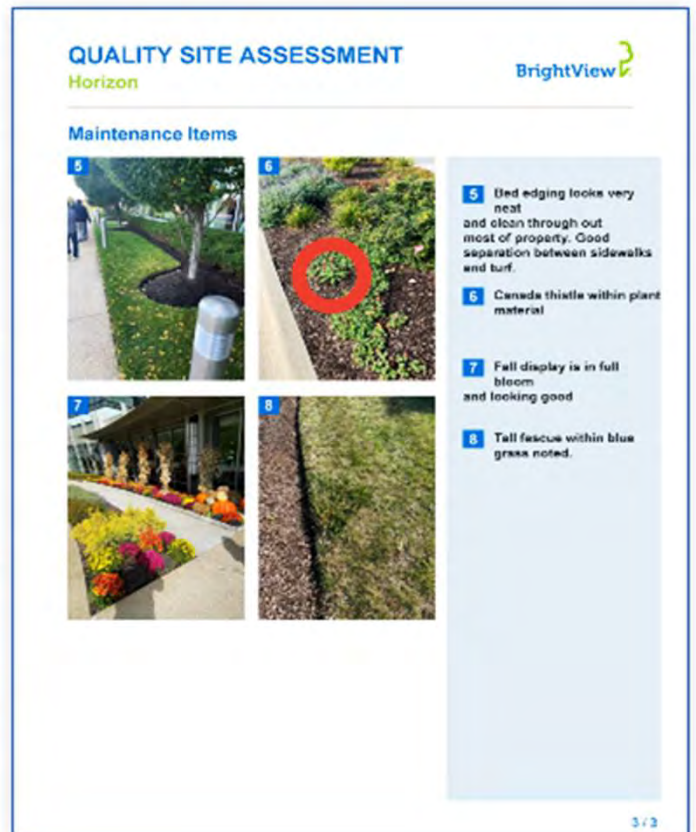 QUALITY SITE ASSESSMENT
Horizon
BrightView
Maintenance Items
5
6
7
8
5 Bed edging looks very
neat
and clean through out
most of property. Good
separation between sidewalks
and turf.
6 Canada thistle within plant
material
7 Fall display is in full
bloom
and looking good
8 Tall fescue within blue
grass noted.
3 / 3